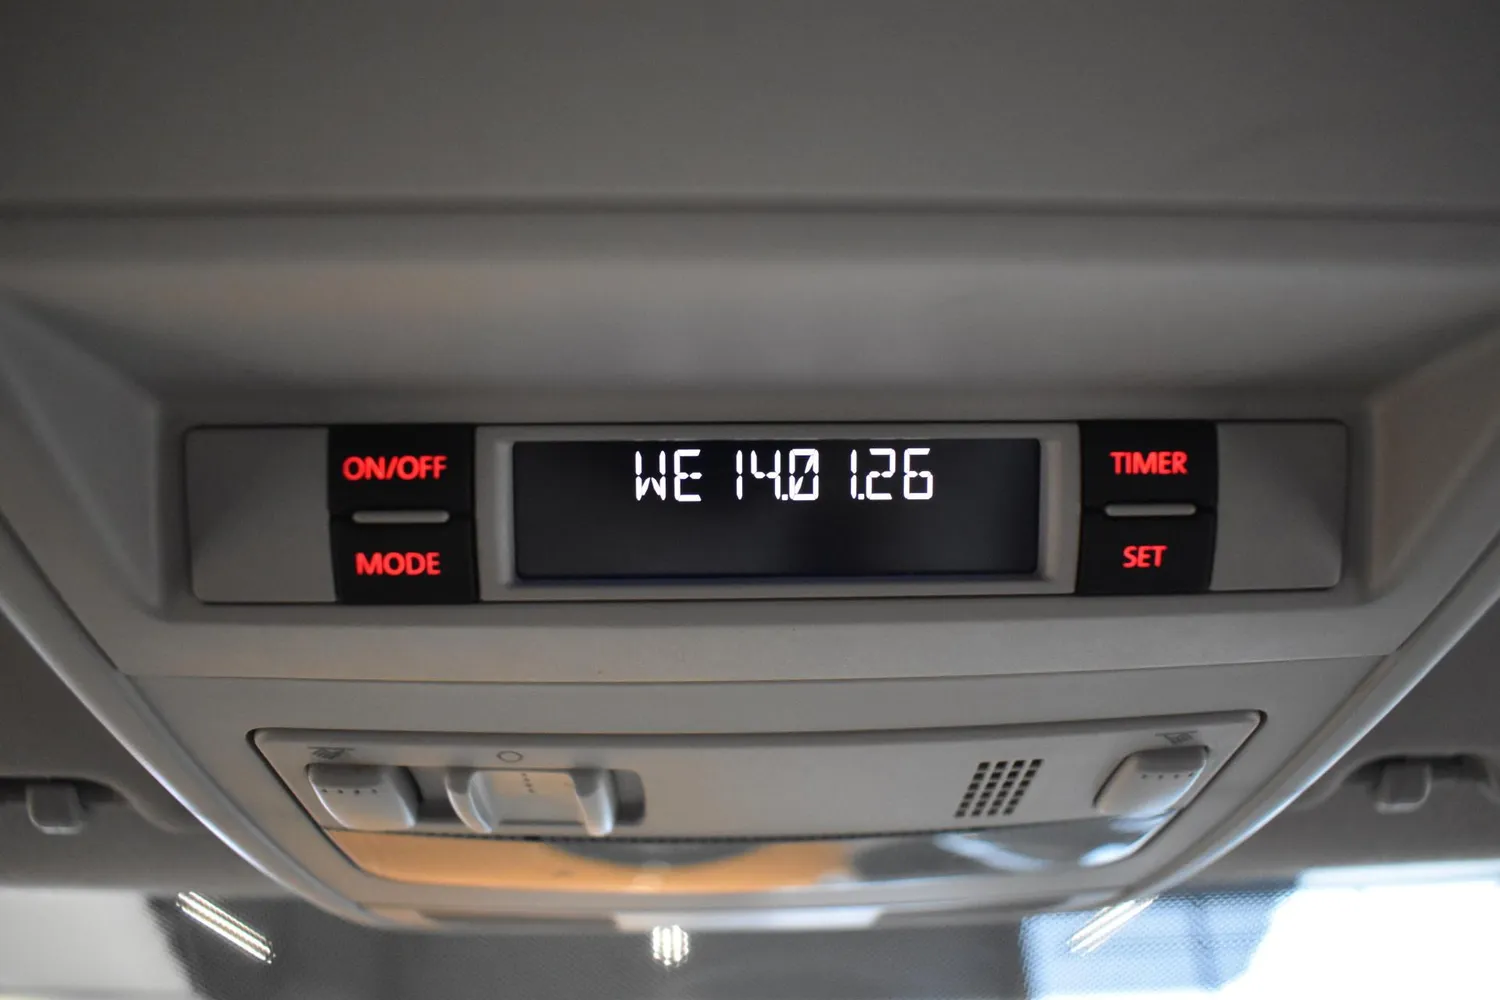 ON/OFF
MODE
WE 14.01.26
TIMER
SET